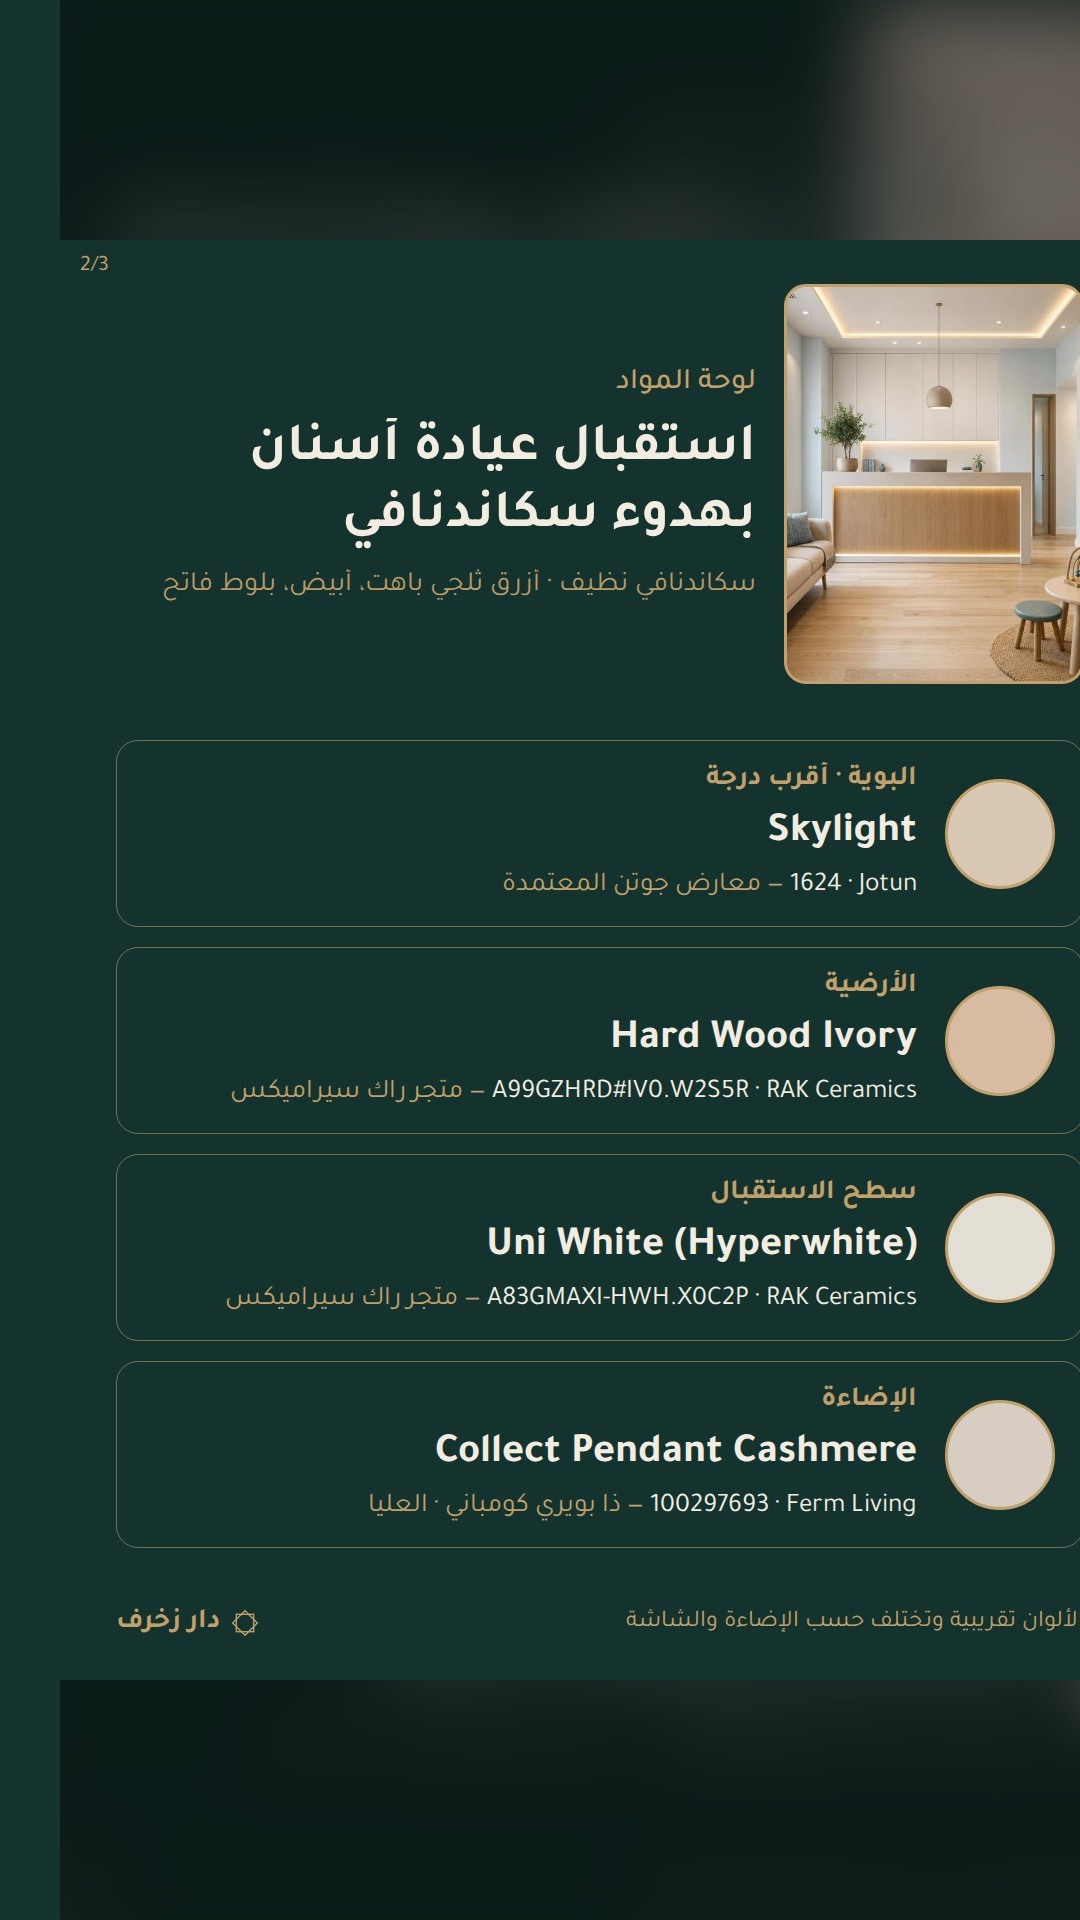 2/3
لوحة المواد
استقبال عيادة أسنان
بهدوء سكاندنافي
سكاندنافي نظيف · أزرق ثلجي باهت، أبيض، بلوط فاتح
البوية · أقرب درجة
Skylight
1624 · Jotun – معارض جوتن المعتمدة
الأرضية
Hard Wood Ivory
A99GZHRD#IV0.W2S5R · RAK Ceramics – متجر راك سيراميكس
سطح الاستقبال
Uni White (Hyperwhite)
A83GMAXI-HWH.X0C2P · RAK Ceramics – متجر راك سيراميكس
الإضاءة
Collect Pendant Cashmere
100297693 · Ferm Living – ذا بويري كومباني · العليا
لألوان تقريبية وتختلف حسب الإضاءة والشاشة
دار زخرف